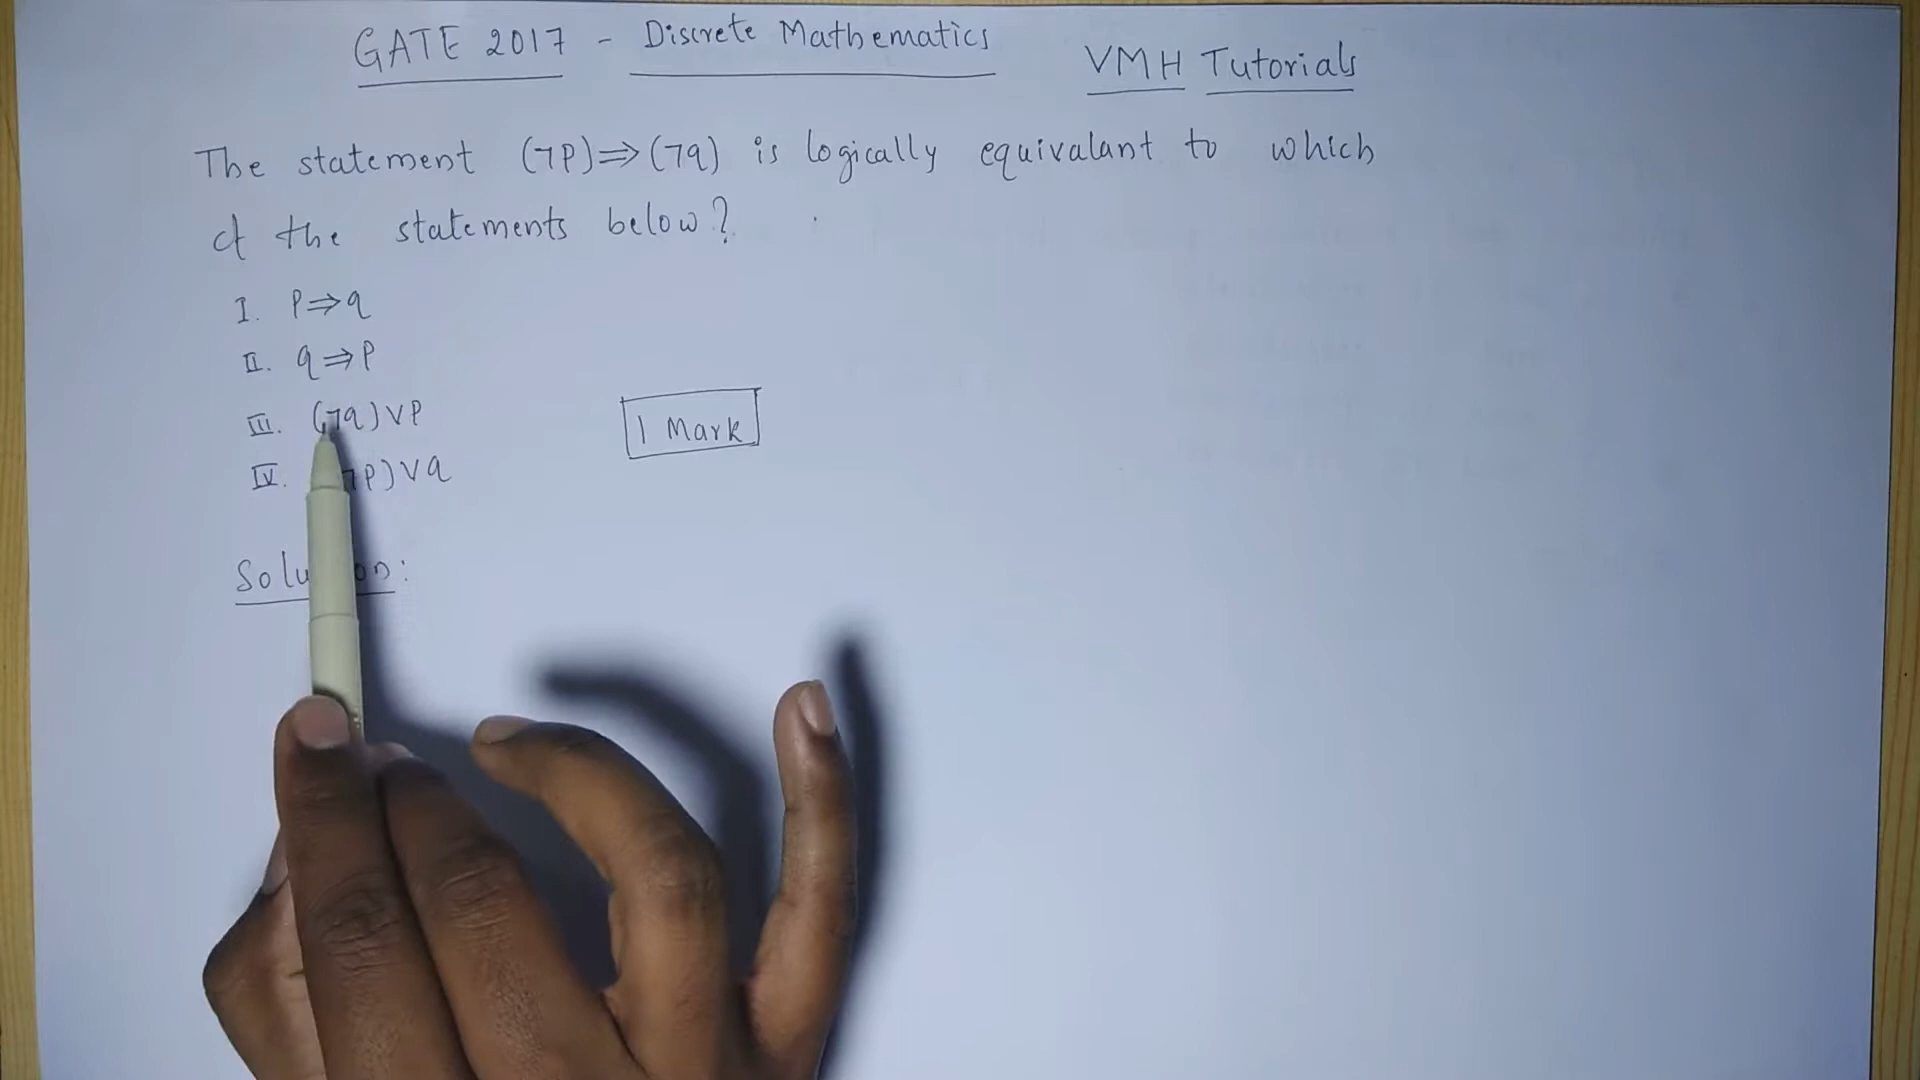 GATE 2017 - Discrete Mathematics
VMH Tutorials
The statement (¬P)⇒(¬q) is logically equivalant to which
of the statements below?
I. P⇒q
II. q⇒P
III. (¬q)∨P
IV. ¬P)∨q
1 Mark